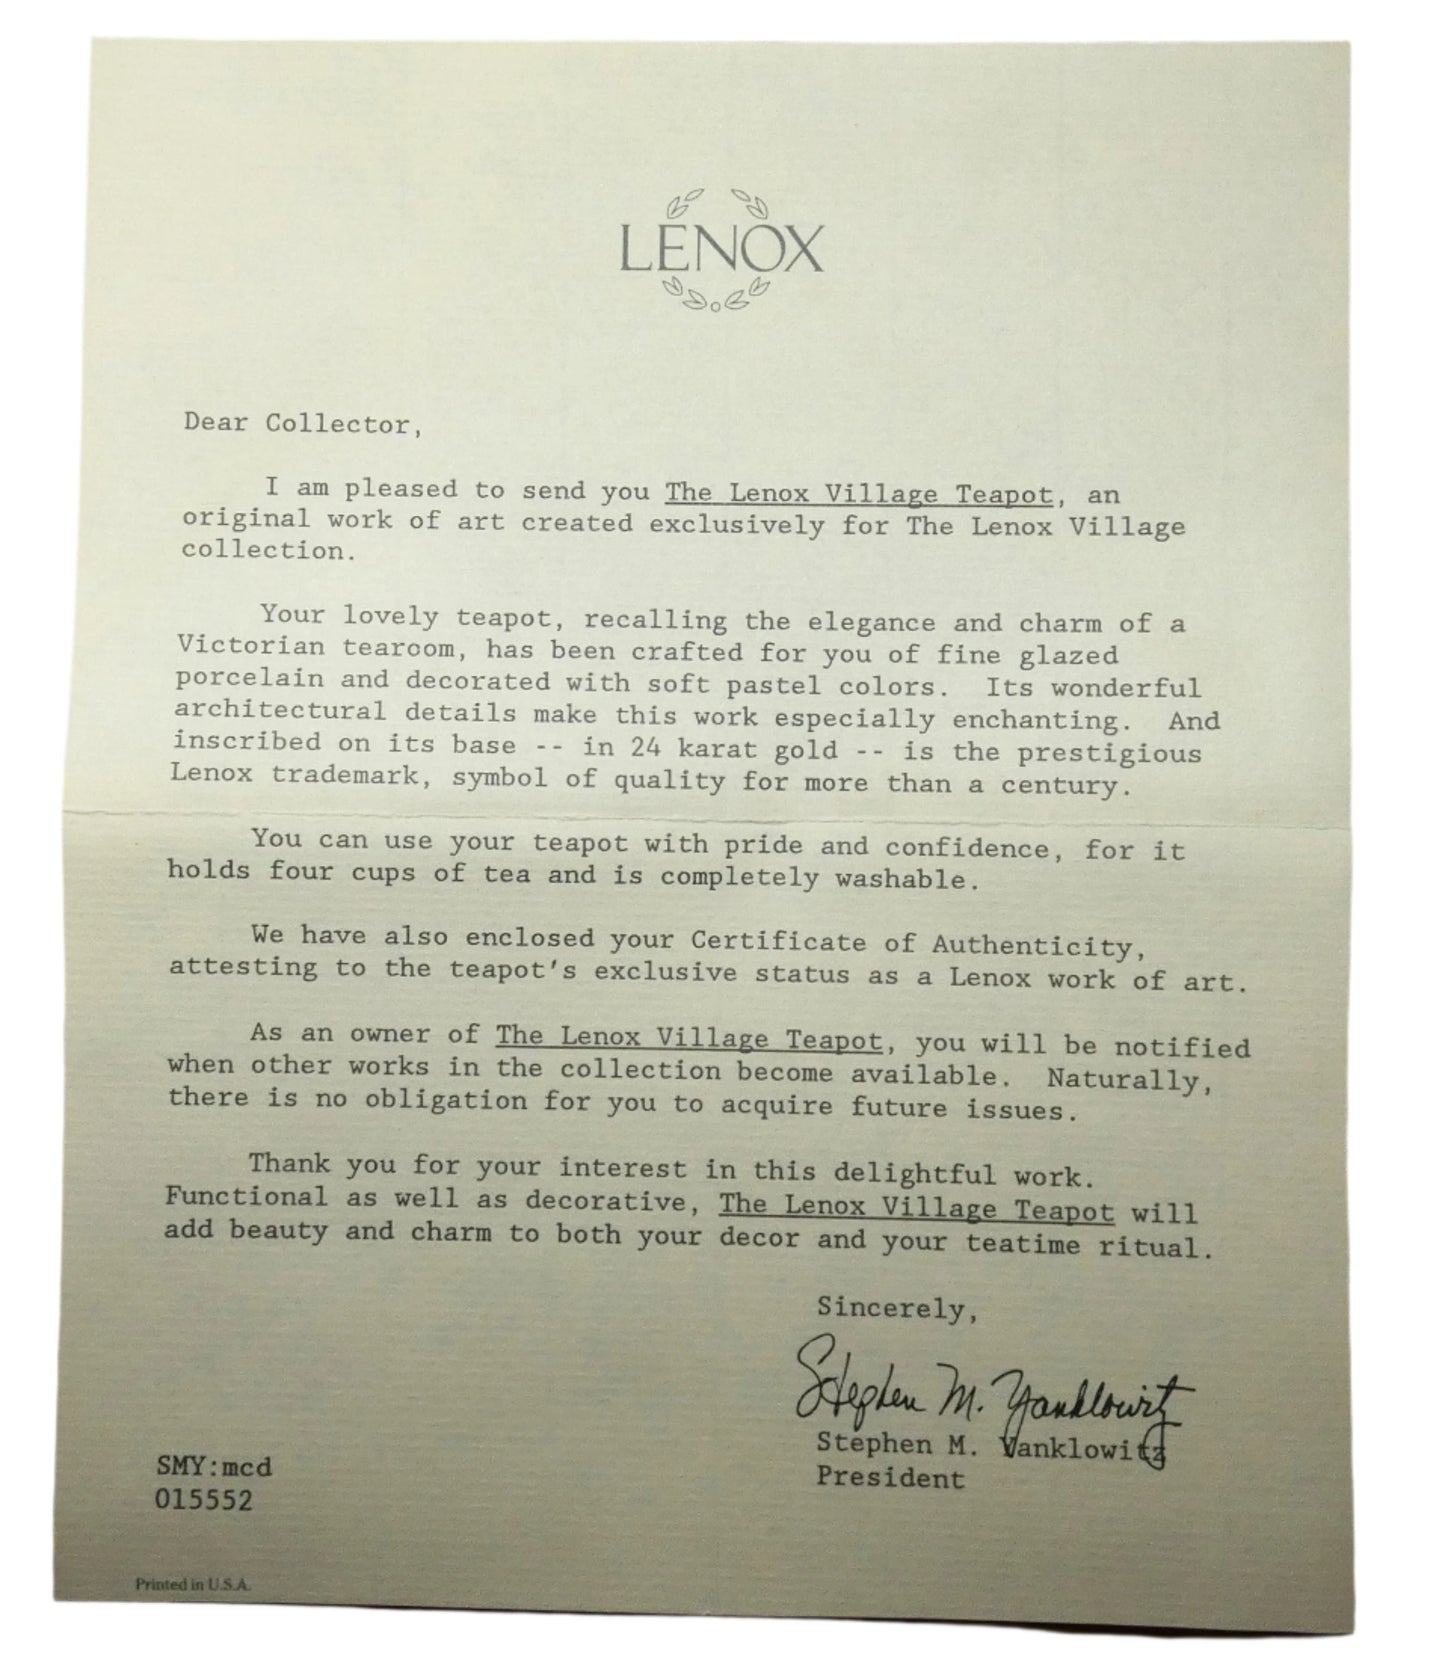 LENOX
Dear Collector,
I am pleased to send you The Lenox Village Teapot, an
original work of art created exclusively for The Lenox Village
collection.
Your lovely teapot, recalling the elegance and charm of a
Victorian tearoom, has been crafted for you of fine glazed
porcelain and decorated with soft pastel colors. Its wonderful
architectural details make this work especially enchanting. And
inscribed on its base -- in 24 karat gold -- is the prestigious
Lenox trademark, symbol of quality for more than a century.
You can use your teapot with pride and confidence, for it
holds four cups of tea and is completely washable.
We have also enclosed your Certificate of Authenticity,
attesting to the teapot's exclusive status as a Lenox work of art.
As an owner of The Lenox Village Teapot, you will be notified
when other works in the collection become available. Naturally,
there is no obligation for you to acquire future issues.
Thank you for your interest in this delightful work.
Functional as well as decorative, The Lenox Village Teapot will
add beauty and charm to both your decor and your teatime ritual.
Sincerely,
Stephen M. Yanklowitz
Stephen M. Yanklowitz
President
SMY:mcd
015552
Printed in U.S.A.